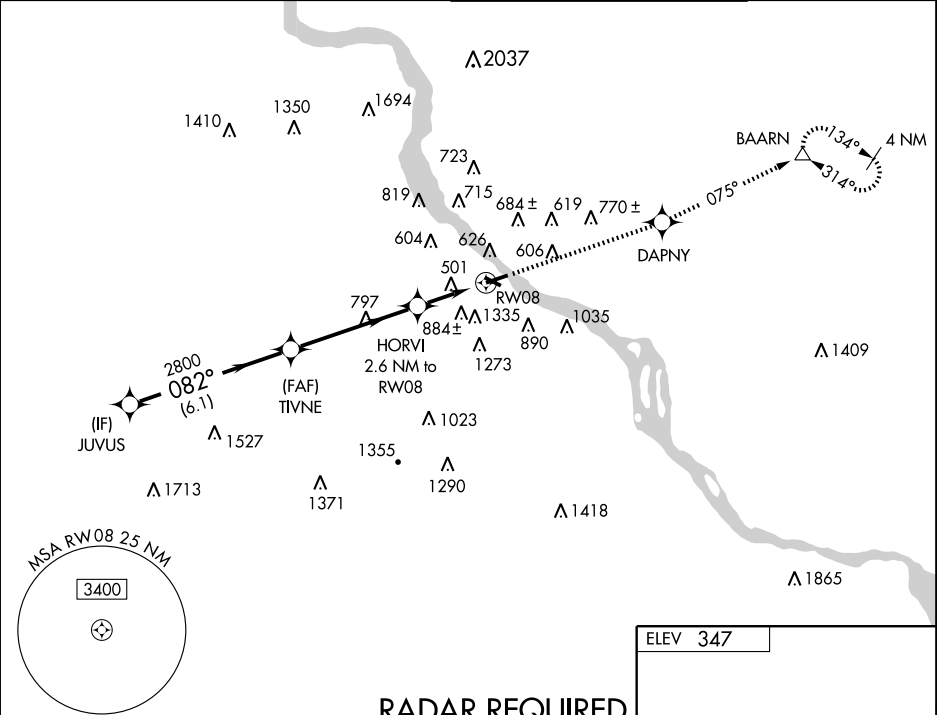 2037
1694
1350
1410
BAARN
134°
4 NM
314°
723
819
715
684 ±
619
770 ±
075°
604
626
606
DAPNY
501
RW08
797
884 ±
1335
890
1035
HORVI
2.6 NM to
RW08
1273
1409
2800
082°
(6.1)
(FAF)
TIVNE
(IF)
JUVUS
1023
1527
1355
1290
1713
1371
1418
MSA RW08 25 NM
3400
1865
ELEV 347
RADAR REQUIRED